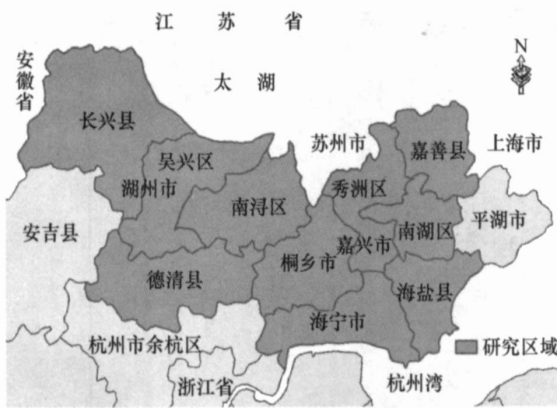 江苏省
安徽省
太湖
N
长兴县
苏州市
嘉善县
上海市
吴兴区
湖州市
秀洲区
南浔区
安吉县
南湖区
平湖市
嘉兴市
桐乡市
德清县
海盐县
海宁市
杭州市余杭区
研究区域
浙江省
杭州湾